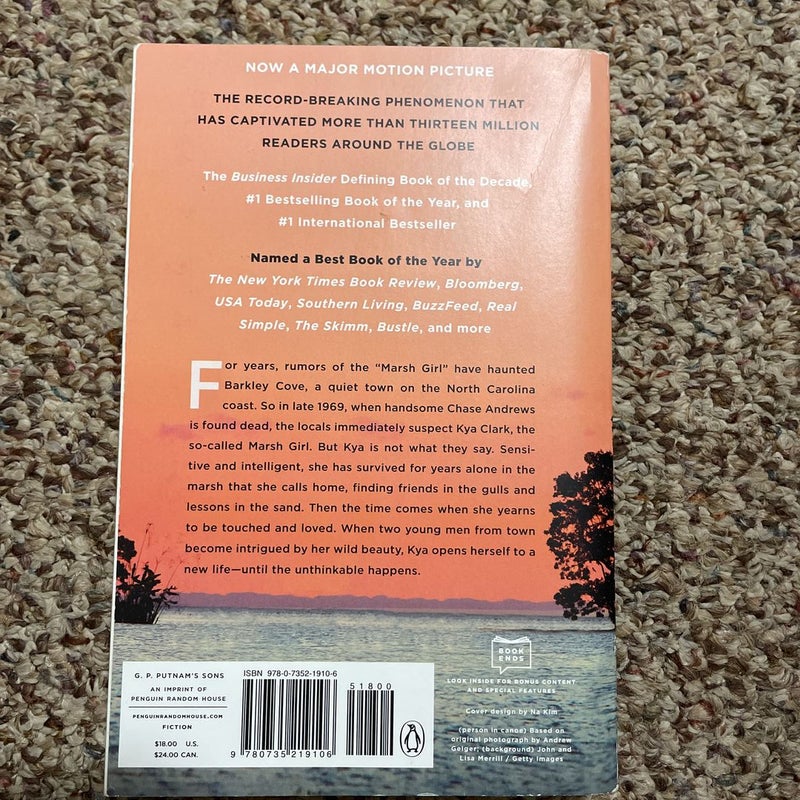 NOW A MAJOR MOTION PICTURE
THE RECORD-BREAKING PHENOMENON THAT
HAS CAPTIVATED MORE THAN THIRTEEN MILLION
READERS AROUND THE GLOBE
The Business Insider Defining Book of the Decade,
#1 Bestselling Book of the Year, and
#1 International Bestseller
Named a Best Book of the Year by
The New York Times Book Review, Bloomberg,
USA Today, Southern Living, BuzzFeed, Real
Simple, The Skimm, Bustle, and more
For years, rumors of the “Marsh Girl” have haunted
Barkley Cove, a quiet town on the North Carolina
coast. So in late 1969, when handsome Chase Andrews
is found dead, the locals immediately suspect Kya Clark, the
so-called Marsh Girl. But Kya is not what they say. Sensi-
tive and intelligent, she has survived for years alone in the
marsh that she calls home, finding friends in the gulls and
lessons in the sand. Then the time comes when she yearns
to be touched and loved. When two young men from town
become intrigued by her wild beauty, Kya opens herself to a
new life—until the unthinkable happens.
G. P. PUTNAM'S SONS
AN IMPRINT OF
PENGUIN RANDOM HOUSE
PENGUINRANDOMHOUSE.COM
FICTION
$18.00 U.S.
$24.00 CAN.
ISBN 978-0-7352-1910-6
51800
9 780735 219106
BOOK
ENDS
LOOK INSIDE FOR BONUS CONTENT
AND SPECIAL FEATURES
Cover design by Na Kim
(person in canoe) Based on
original photograph by Andrew
Geiger; (background) John and
Lisa Merrill / Getty Images